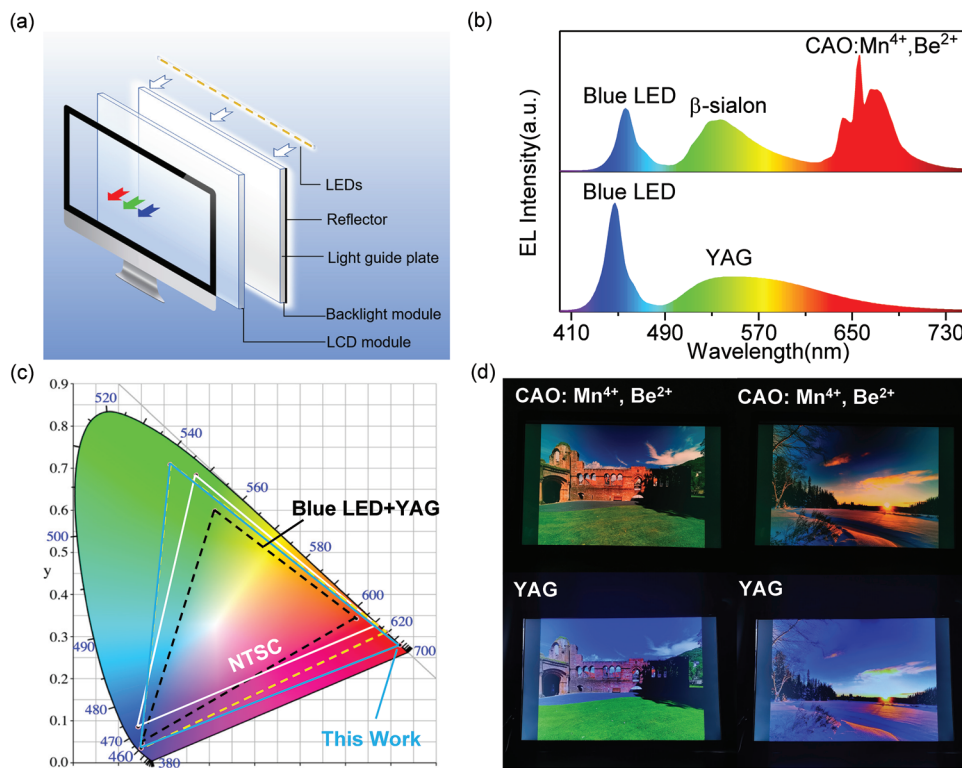 (a)
LEDs
Reflector
Light guide plate
Backlight module
LCD module
(b)
CAO:Mn⁴⁺,Be²⁺
Blue LED
β-sialon
Blue LED
YAG
EL Intensity(a.u.)
410 490 570 650 730
Wavelength(nm)
(c)
0.9
0.8
0.7
0.6
0.5
y
0.4
0.3
0.2
0.1
0.0
520
540
560
580
600
620
700
500
490
480
470
460
380
Blue LED+YAG
NTSC
This Work
(d)
CAO: Mn⁴⁺, Be²⁺
CAO: Mn⁴⁺, Be²⁺
YAG
YAG